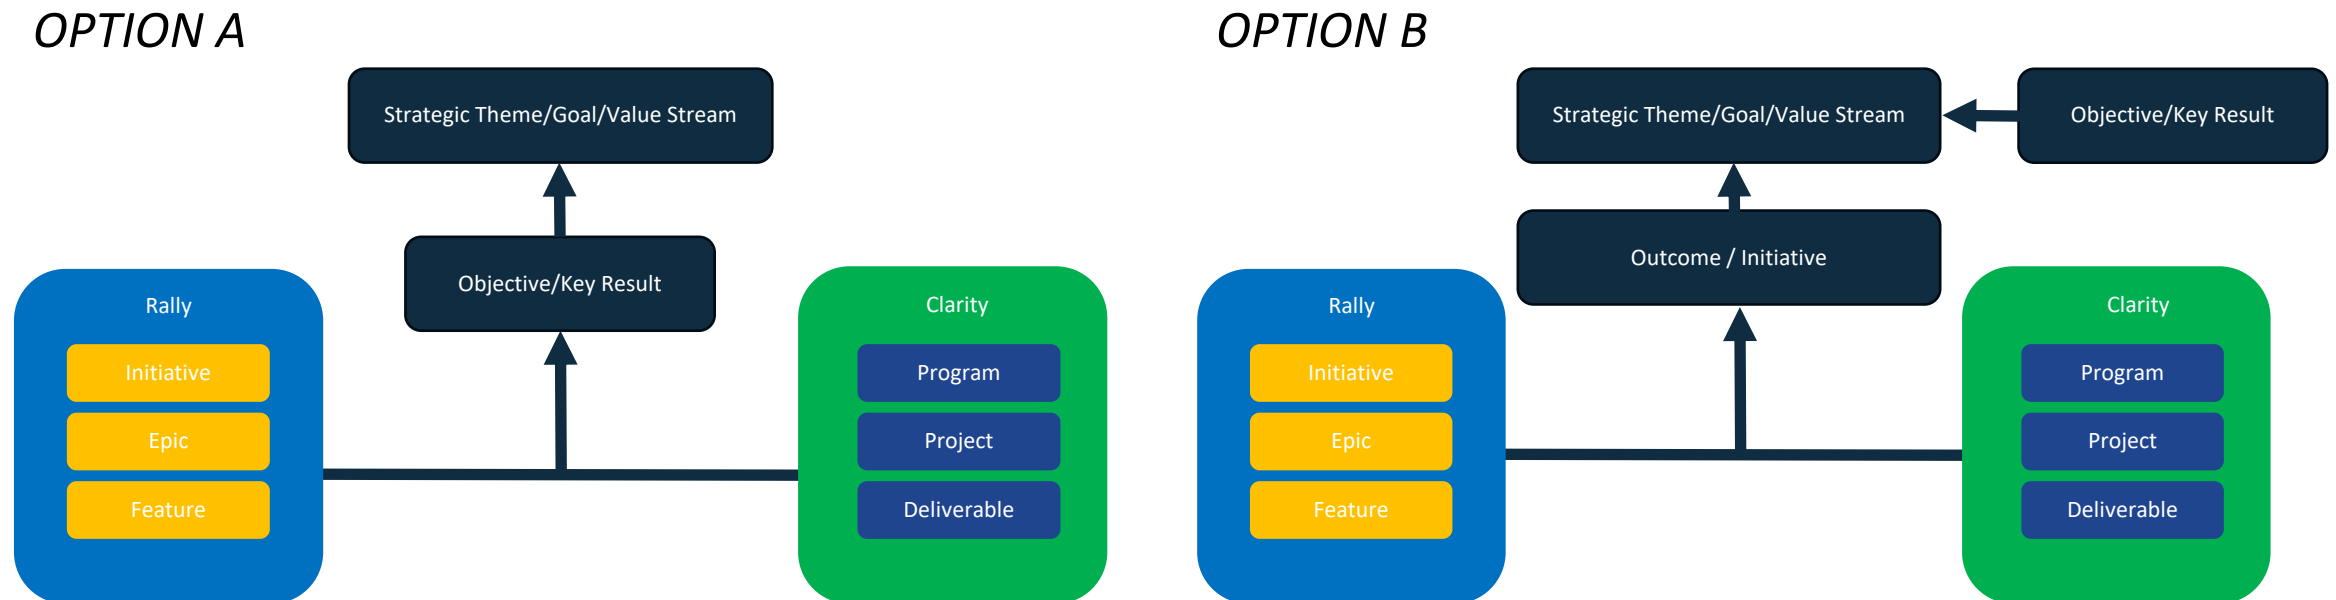 OPTION A
Strategic Theme/Goal/Value Stream
Objective/Key Result
Rally
Initiative
Epic
Feature
Clarity
Program
Project
Deliverable
OPTION B
Strategic Theme/Goal/Value Stream
Objective/Key Result
Outcome / Initiative
Rally
Initiative
Epic
Feature
Clarity
Program
Project
Deliverable